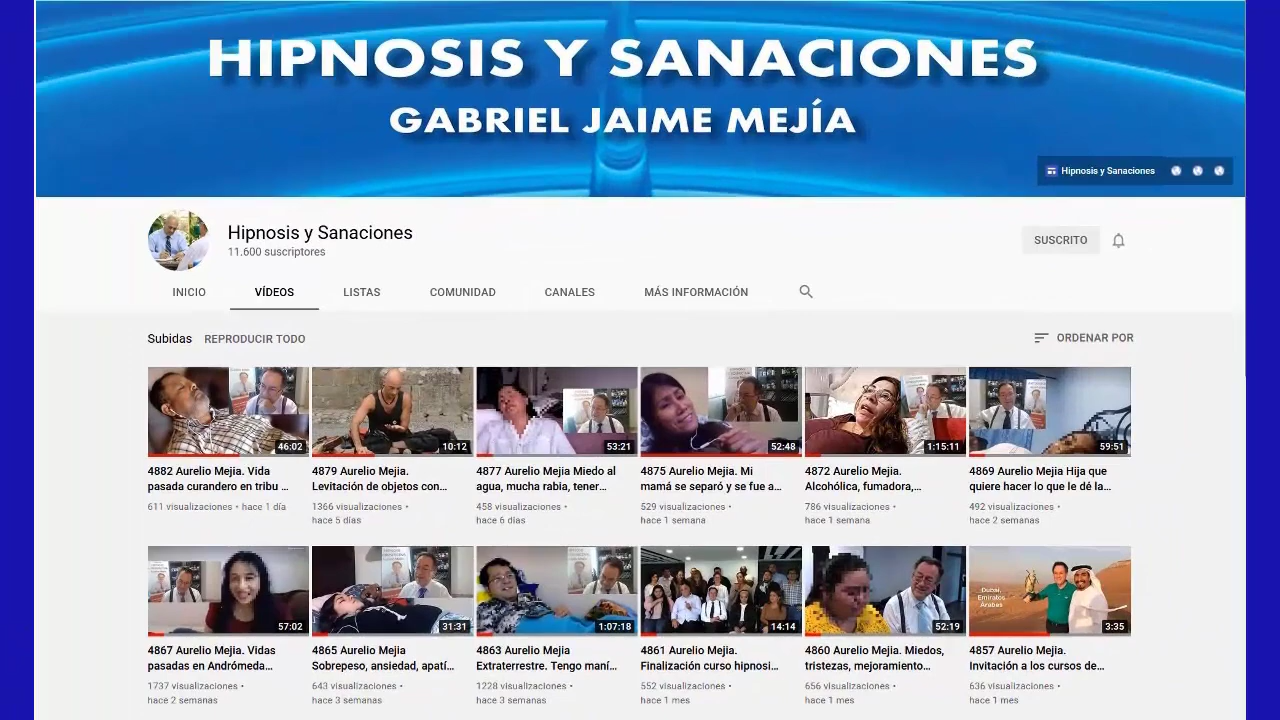 HIPNOSIS Y SANACIONES
GABRIEL JAIME MEJÍA
Hipnosis y Sanaciones
Hipnosis y Sanaciones
11.600 suscriptores
SUSCRITO
INICIO VÍDEOS LISTAS COMUNIDAD CANALES MÁS INFORMACIÓN
Subidas REPRODUCIR TODO
ORDENAR POR
46:02 10:12 53:21 52:48 1:15:11 59:51
4882 Aurelio Mejia. Vida
pasada curandero en tribu ...
611 visualizaciones • hace 1 día
4879 Aurelio Mejia.
Levitación de objetos con...
1366 visualizaciones •
hace 5 días
4877 Aurelio Mejia Miedo al
agua, mucha rabia, tener...
458 visualizaciones •
hace 6 días
4875 Aurelio Mejia. Mi
mamá se separó y se fue a...
529 visualizaciones •
hace 1 semana
4872 Aurelio Mejia.
Alcohólica, fumadora,...
786 visualizaciones •
hace 1 semana
4869 Aurelio Mejia Hija que
quiere hacer lo que le dé la...
492 visualizaciones •
hace 2 semanas
Dubai,
Emiratos
Arabes
57:02 31:31 1:07:18 14:14 52:19 3:35
4867 Aurelio Mejia. Vidas
pasadas en Andrómeda...
1737 visualizaciones •
hace 2 semanas
4865 Aurelio Mejia
Sobrepeso, ansiedad, apatí...
643 visualizaciones •
hace 3 semanas
4863 Aurelio Mejia
Extraterrestre. Tengo maní...
1228 visualizaciones •
hace 3 semanas
4861 Aurelio Mejia.
Finalización curso hipnosi...
552 visualizaciones •
hace 1 mes
4860 Aurelio Mejia. Miedos,
tristezas, mejoramiento...
656 visualizaciones •
hace 1 mes
4857 Aurelio Mejia.
Invitación a los cursos de...
636 visualizaciones •
hace 1 mes